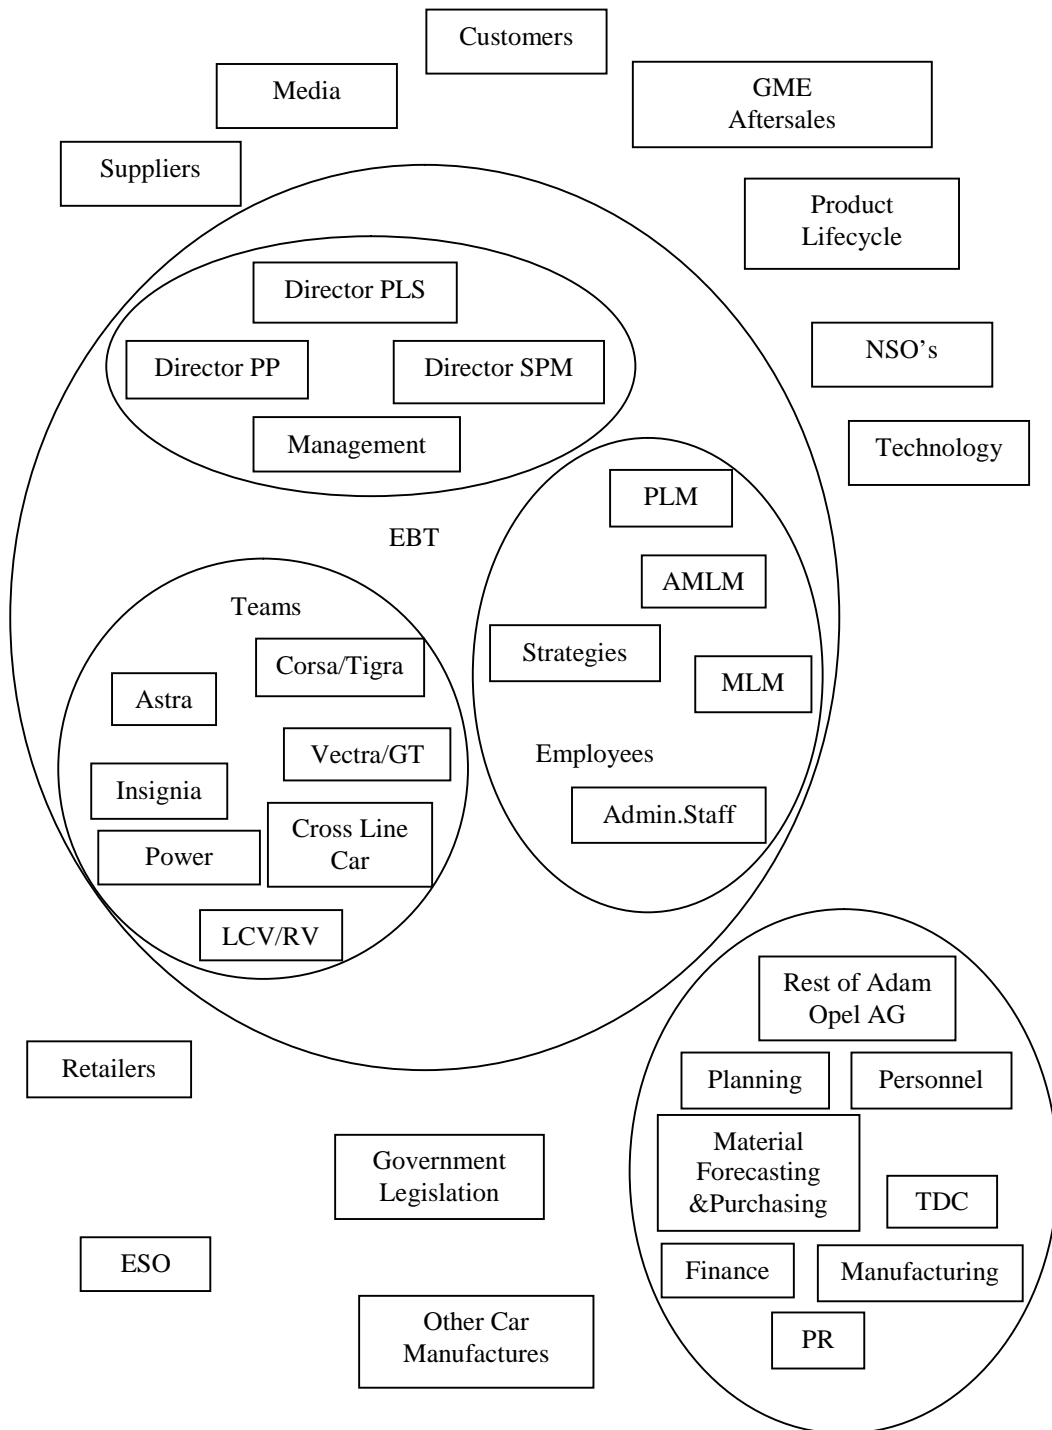 Customers
Media
GME
Aftersales
Suppliers
Product
Lifecycle
Director PLS
NSO's
Director PP
Director SPM
Management
Technology
PLM
EBT
AMLM
Teams
Strategies
Corsa/Tigra
MLM
Astra
Vectra/GT
Employees
Insignia
Cross Line
Car
Admin.Staff
Power
LCV/RV
Rest of Adam
Opel AG
Retailers
Planning
Personnel
Material
Forecasting
&Purchasing
Government
Legislation
TDC
ESO
Finance
Manufacturing
Other Car
Manufactures
PR